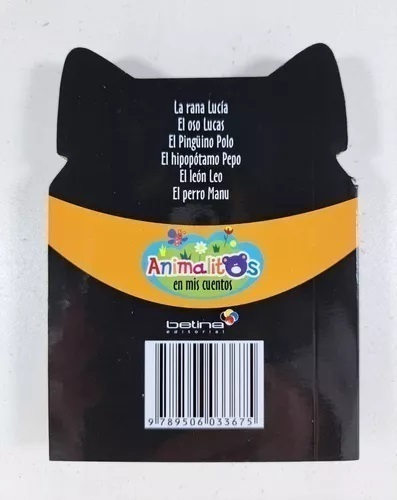 La rana Lucía
El oso Lucas
El Pingüino Polo
El hipopótamo Pepo
El león Leo
El perro Manu
Animalitos
en mis cuentos
betina
editorial
9 789506 033675